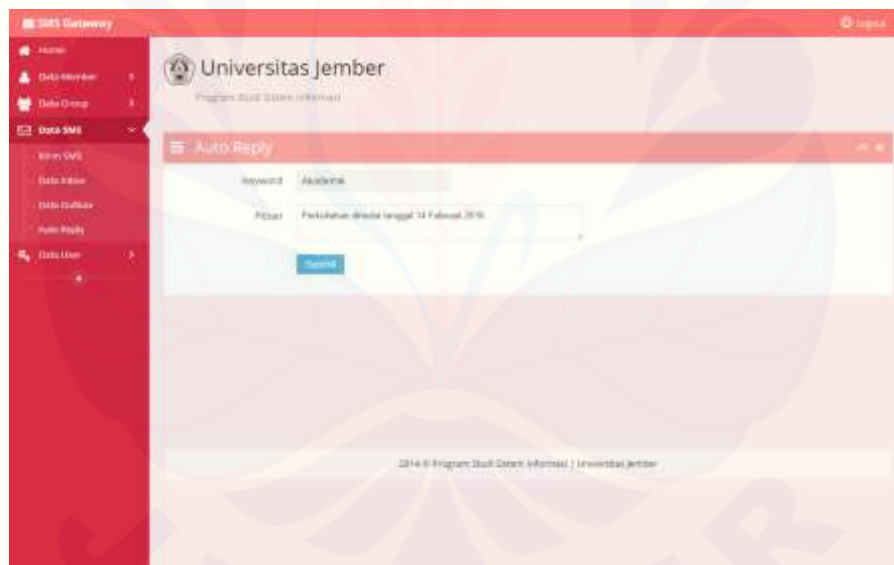 SMS Gateway
Logout
Home
Data Member
Data Group
Data SMS
Kirim SMS
Data Inbox
Data Outbox
Auto Reply
Data User
Universitas Jember
Program Studi Sistem Informasi
Auto Reply
Keyword
Akademik
Pesan
Perkuliahan dimulai tanggal 14 Februari 2016
Submit
2014 © Program Studi Sistem Informasi | Universitas Jember